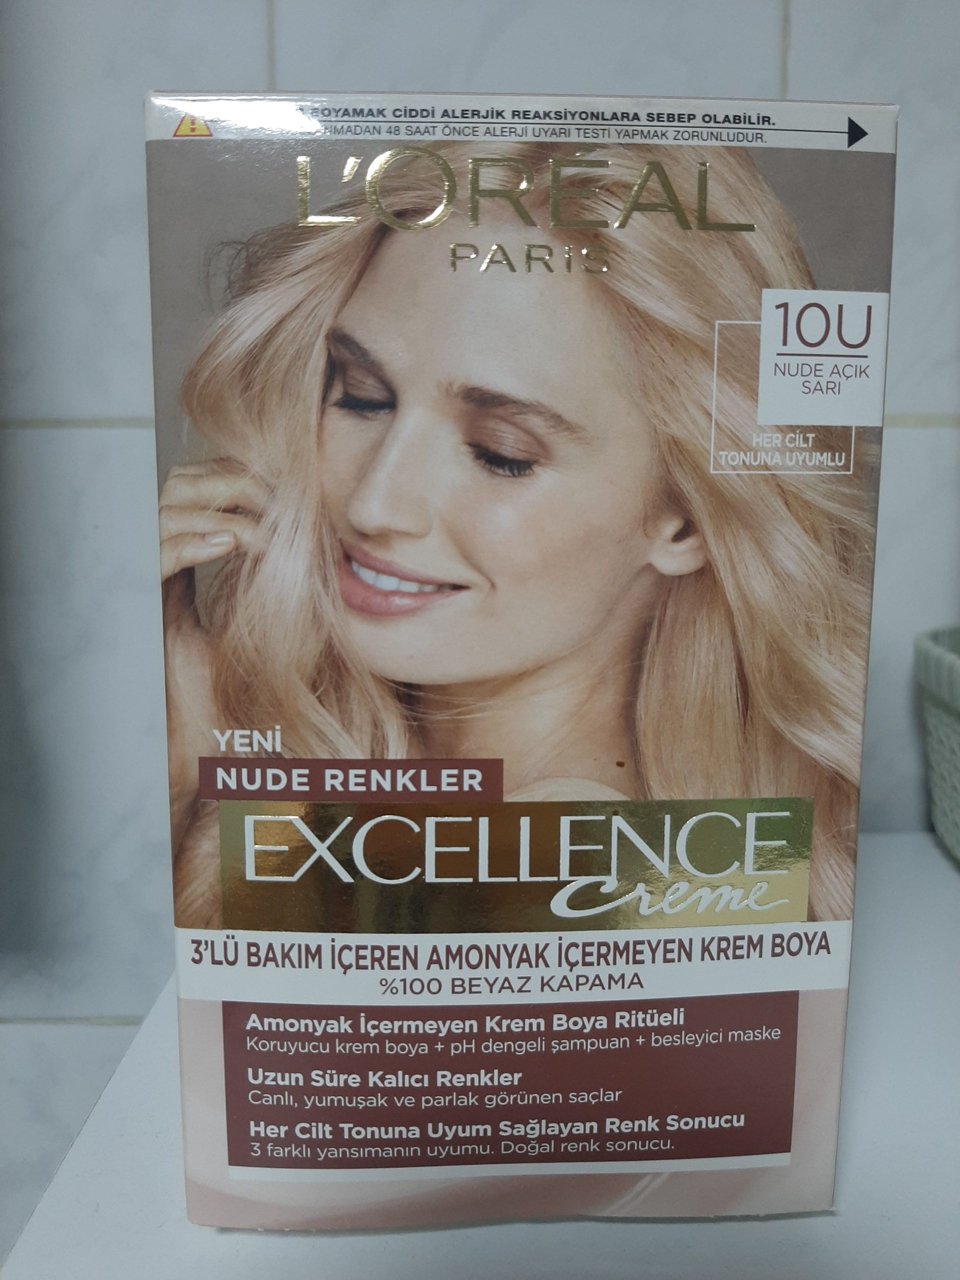 BOYAMAK CİDDİ ALERJİK REAKSİYONLARA SEBEP OLABİLİR.
48 SAAT ÖNCE ALERJİ UYARI TESTİ YAPMAK ZORUNLUDUR.
L'ORÉAL
PARIS
10U
NUDE AÇIK
SARI
HER CİLT
TONUNA UYUMLU
YENİ
NUDE RENKLER
EXCELLENCE
Creme
3'LÜ BAKIM İÇEREN AMONYAK İÇERMEYEN KREM BOYA
%100 BEYAZ KAPAMA
Amonyak İçermeyen Krem Boya Ritüeli
Koruyucu krem boya + pH dengeli şampuan + besleyici maske
Uzun Süre Kalıcı Renkler
Canlı, yumuşak ve parlak görünen saçlar
Her Cilt Tonuna Uyum Sağlayan Renk Sonucu
3 farklı yansımanın uyumu. Doğal renk sonucu.